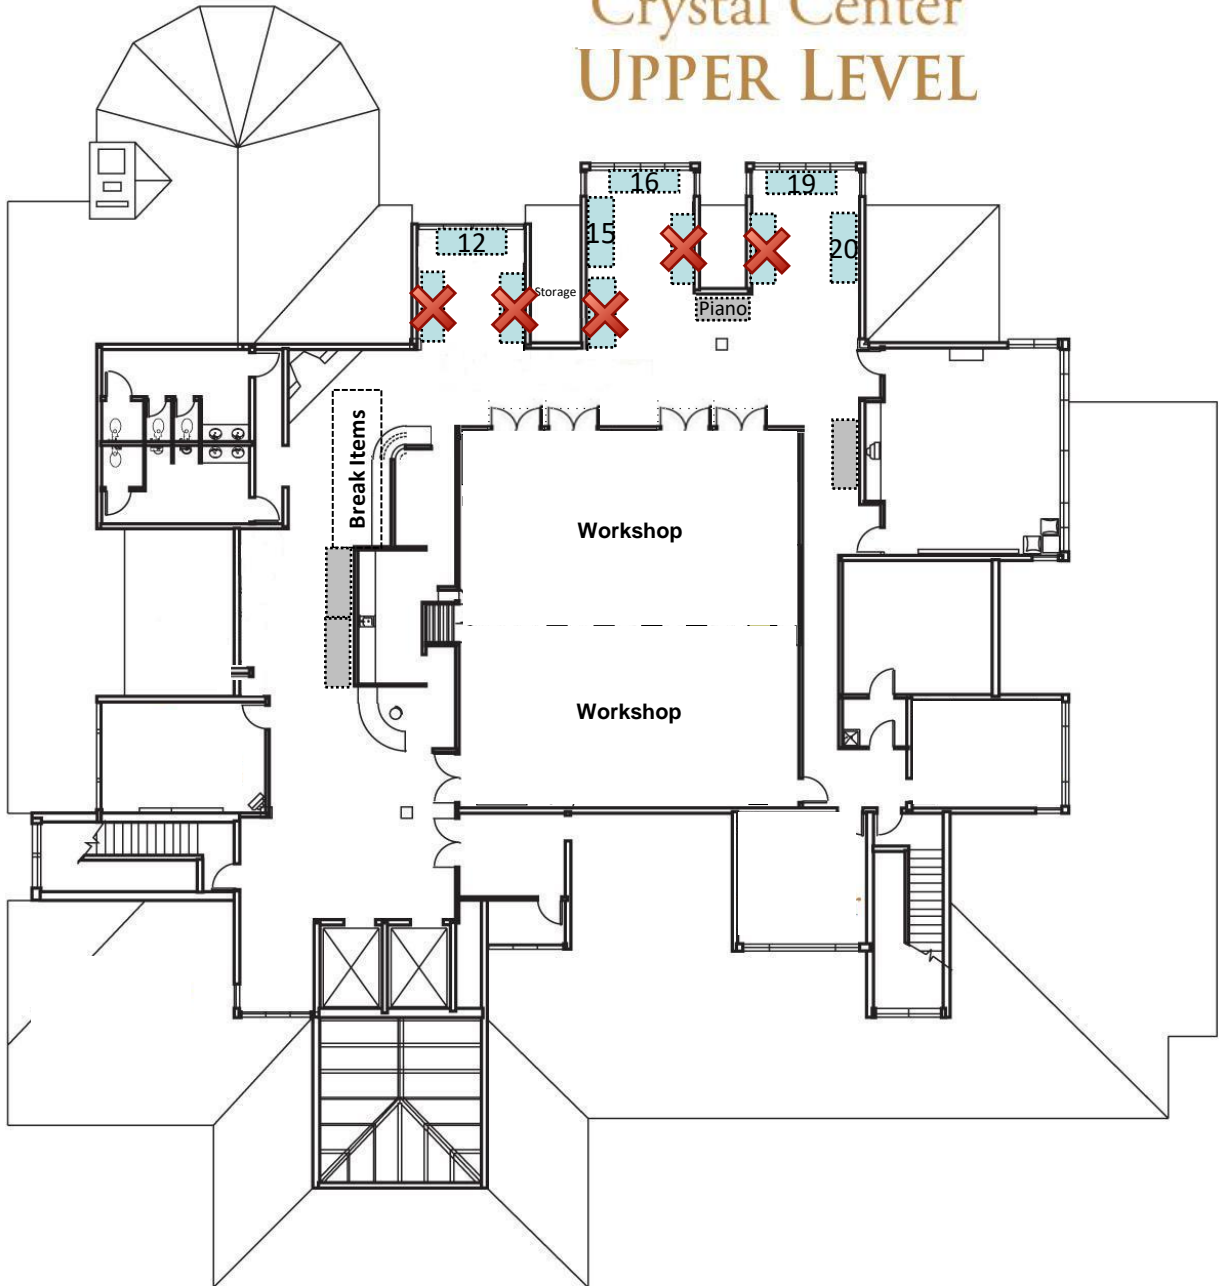 Crystal Center
UPPER LEVEL
16
19
15
12
20
Storage
Piano
Break Items
Workshop
Workshop